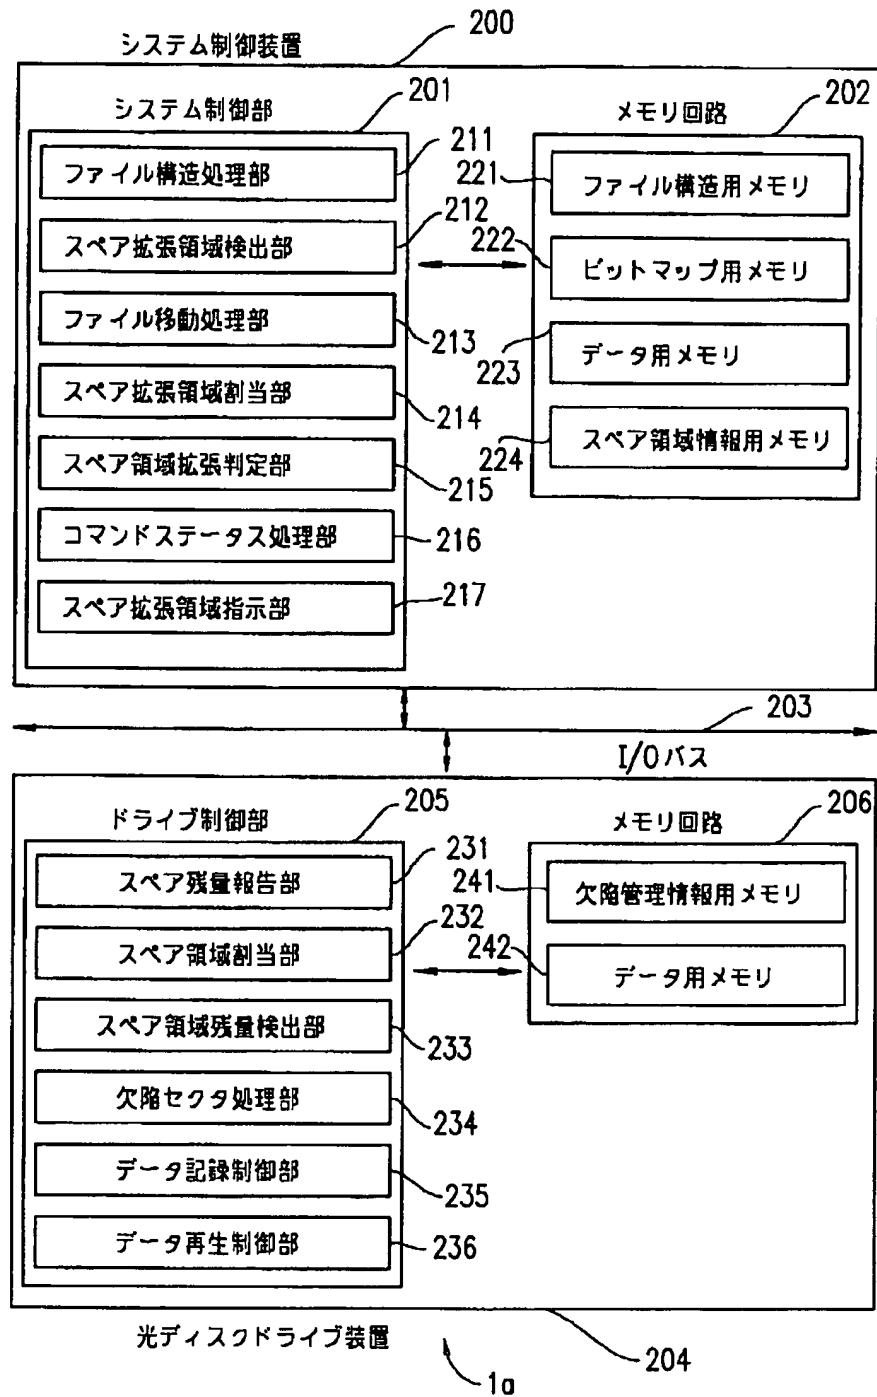 システム制御装置
200
システム制御部
201
メモリ回路
202
ファイル構造処理部
211
スペア拡張領域検出部
212
ファイル移動処理部
213
スペア拡張領域割当部
214
スペア領域拡張判定部
215
コマンドステータス処理部
216
スペア拡張領域指示部
217
221
ファイル構造用メモリ
222
ビットマップ用メモリ
223
データ用メモリ
224
スペア領域情報用メモリ
203
I/Oバス
ドライブ制御部
205
メモリ回路
206
スペア残量報告部
231
スペア領域割当部
232
スペア領域残量検出部
233
欠陥セクタ処理部
234
データ記録制御部
235
データ再生制御部
236
241
欠陥管理情報用メモリ
242
データ用メモリ
光ディスクドライブ装置
204
1a